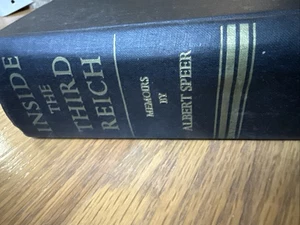 INSIDE
THE
THIRD
REICH
MEMOIRS
BY
ALBERT SPEER